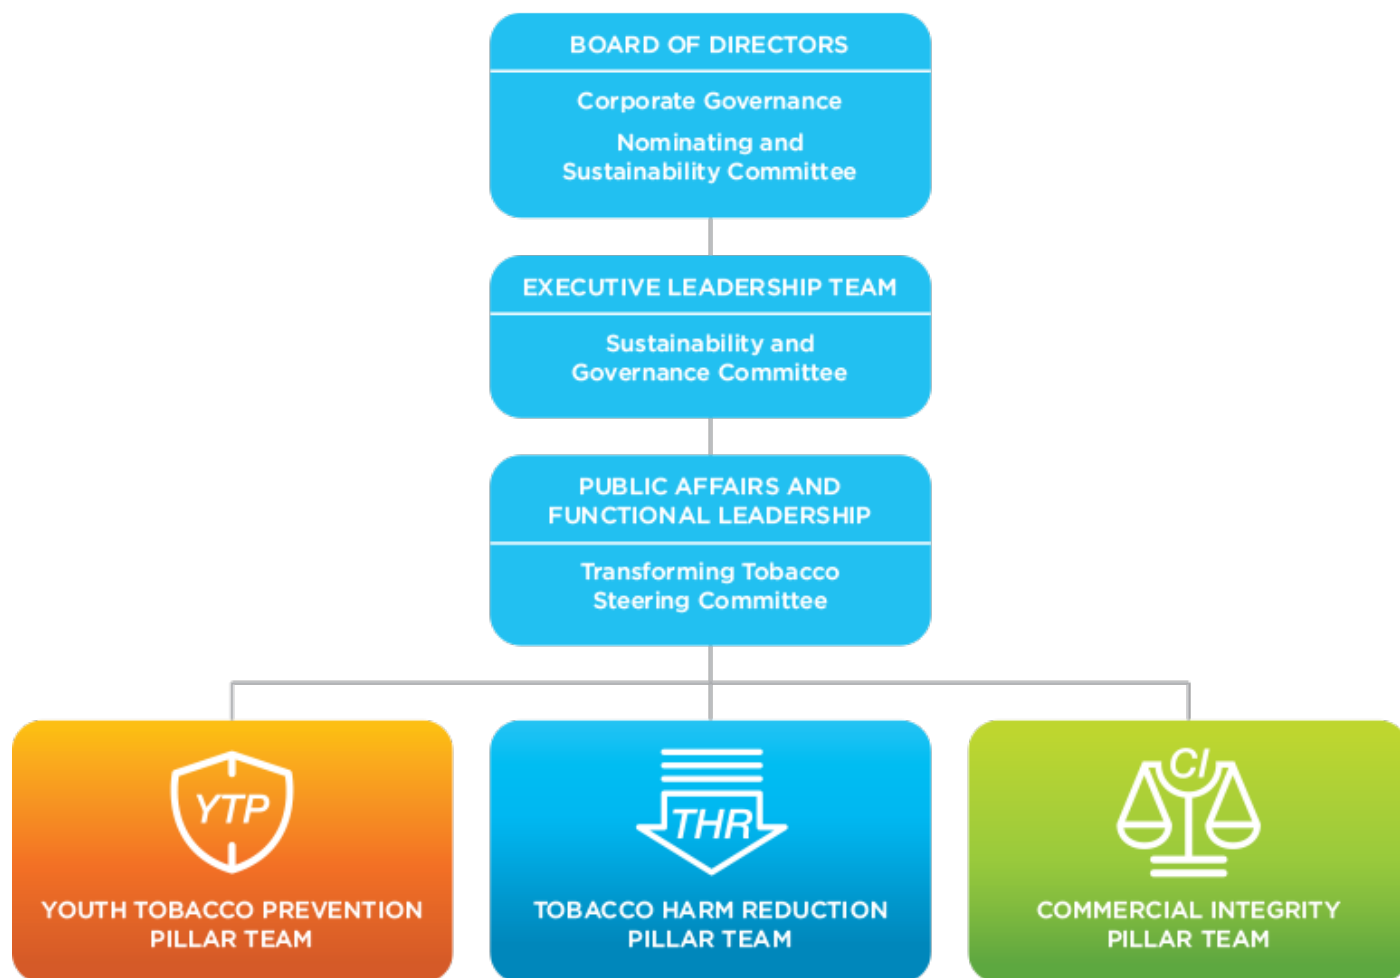 BOARD OF DIRECTORS
Corporate Governance
Nominating and
Sustainability Committee
EXECUTIVE LEADERSHIP TEAM
Sustainability and
Governance Committee
PUBLIC AFFAIRS AND
FUNCTIONAL LEADERSHIP
Transforming Tobacco
Steering Committee
YTP
YOUTH TOBACCO PREVENTION
PILLAR TEAM
THR
TOBACCO HARM REDUCTION
PILLAR TEAM
CI
COMMERCIAL INTEGRITY
PILLAR TEAM